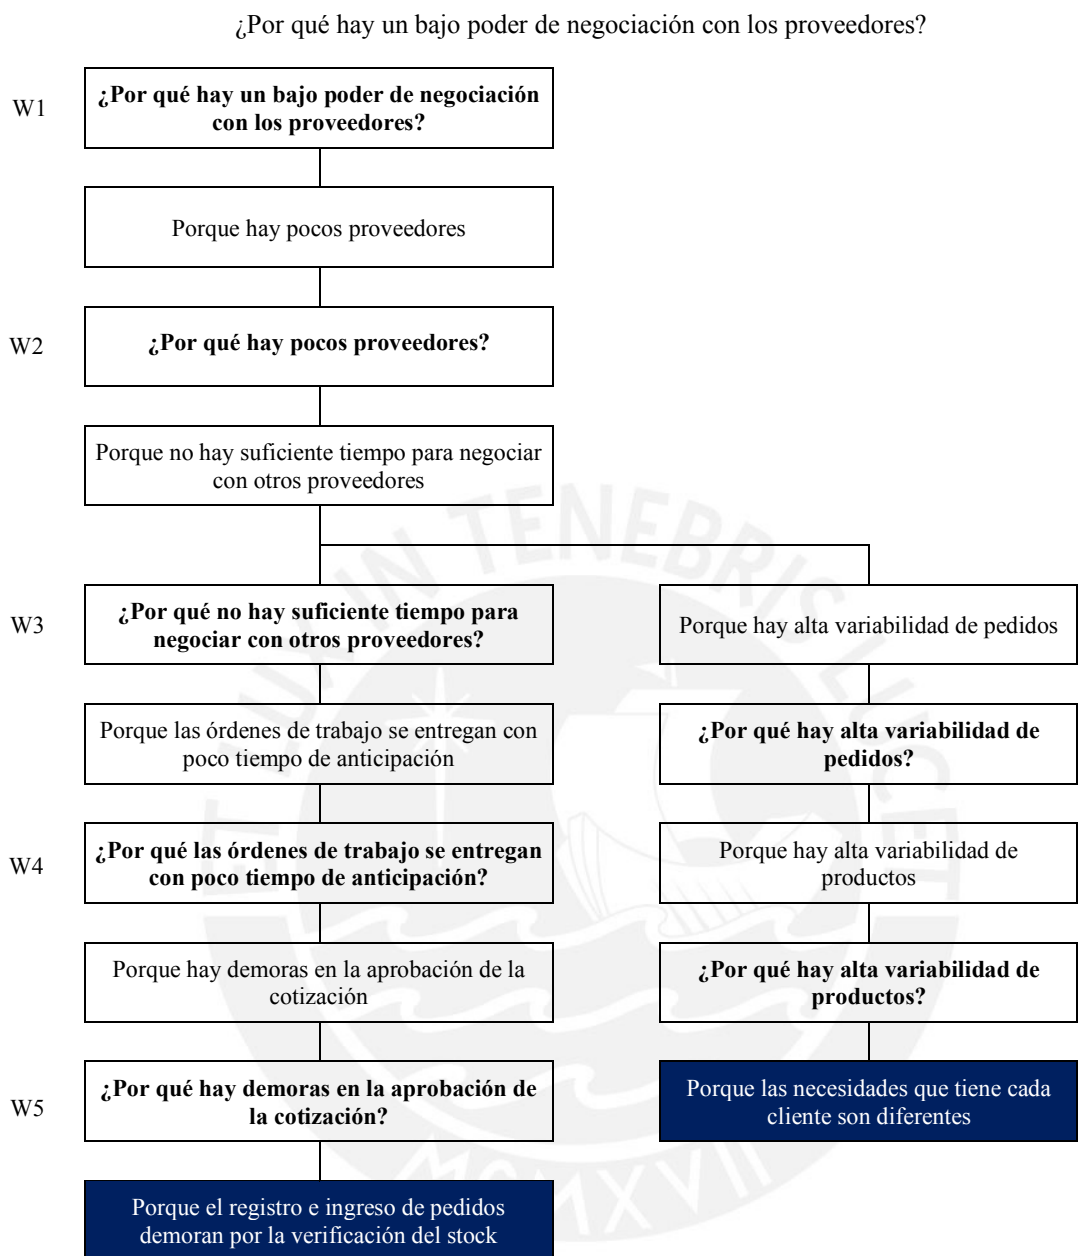 ¿Por qué hay un bajo poder de negociación con los proveedores?
W1
¿Por qué hay un bajo poder de negociación
con los proveedores?
Porque hay pocos proveedores
W2
¿Por qué hay pocos proveedores?
Porque no hay suficiente tiempo para negociar
con otros proveedores
W3
¿Por qué no hay suficiente tiempo para
negociar con otros proveedores?
Porque las órdenes de trabajo se entregan con
poco tiempo de anticipación
W4
¿Por qué las órdenes de trabajo se entregan
con poco tiempo de anticipación?
Porque hay demoras en la aprobación de la
cotización
W5
¿Por qué hay demoras en la aprobación de
la cotización?
Porque el registro e ingreso de pedidos
demoran por la verificación del stock
Porque hay alta variabilidad de pedidos
¿Por qué hay alta variabilidad de
pedidos?
Porque hay alta variabilidad de
productos
¿Por qué hay alta variabilidad de
productos?
Porque las necesidades que tiene cada
cliente son diferentes
ET LUX IN TENEBRIS LUCET
MCMXVII